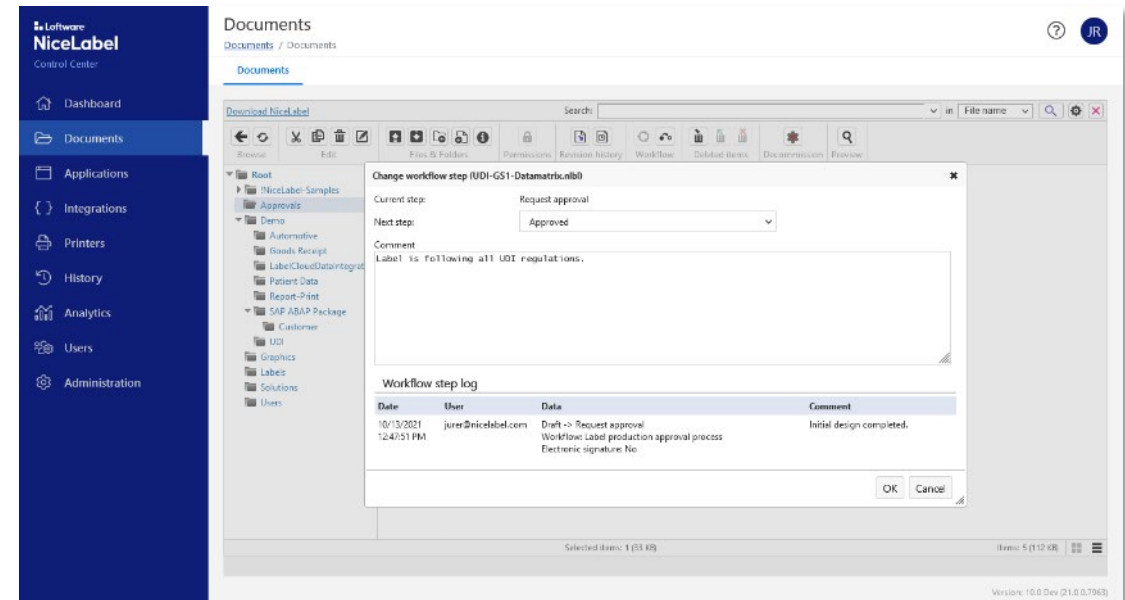 Loftware
NiceLabel
Control Center
Dashboard
Documents
Applications
Integrations
Printers
History
Analytics
Users
Administration
Documents
Documents / Documents
? JR
Documents
Download NiceLabel Search: in File name
Browse Edit Files & Folders Permissions Revision history Workflow Deleted items Decommission Preview
Root
!NiceLabel-Samples
Approvals
Demo
Automotive
Goods Receipt
LabelCloudDataintegrat
Patient Data
Report-Print
SAP ABAP Package
Customer
UDI
Graphics
Labels
Solutions
Users
Change workflow step (UDI-GS1-Datamatrix.nlbl)
Current step: Request approval
Next step: Approved
Comment
Label is following all UDI regulations.
Workflow step log
Date User Data Comment
10/13/2021 jurer@nicelabel.com Draft -> Request approval Initial design completed.
12:47:51 PM Workflow: Label production approval process
Electronic signature: No
OK Cancel
Selected items: 1 (33 KB) Items: 5 (112 KB)
Version: 10.0 Dev (21.0.0.7963)